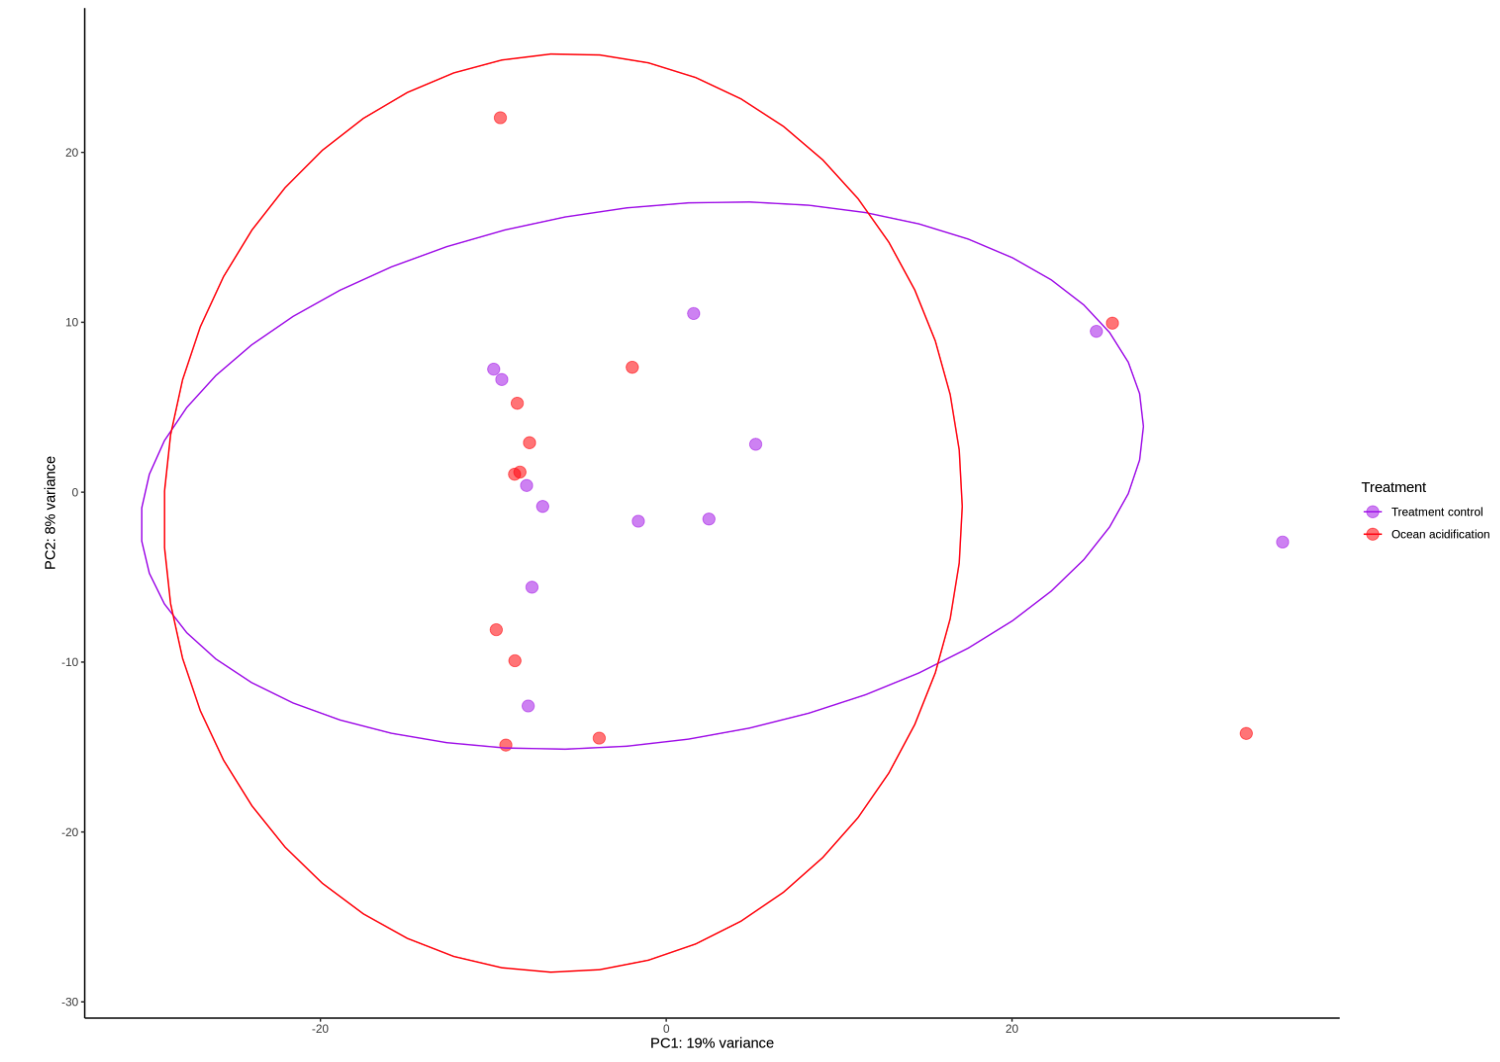 20
10
0
-10
-20
-30
PC2: 8% variance
-20
0
20
PC1: 19% variance
Treatment
Treatment control
Ocean acidification